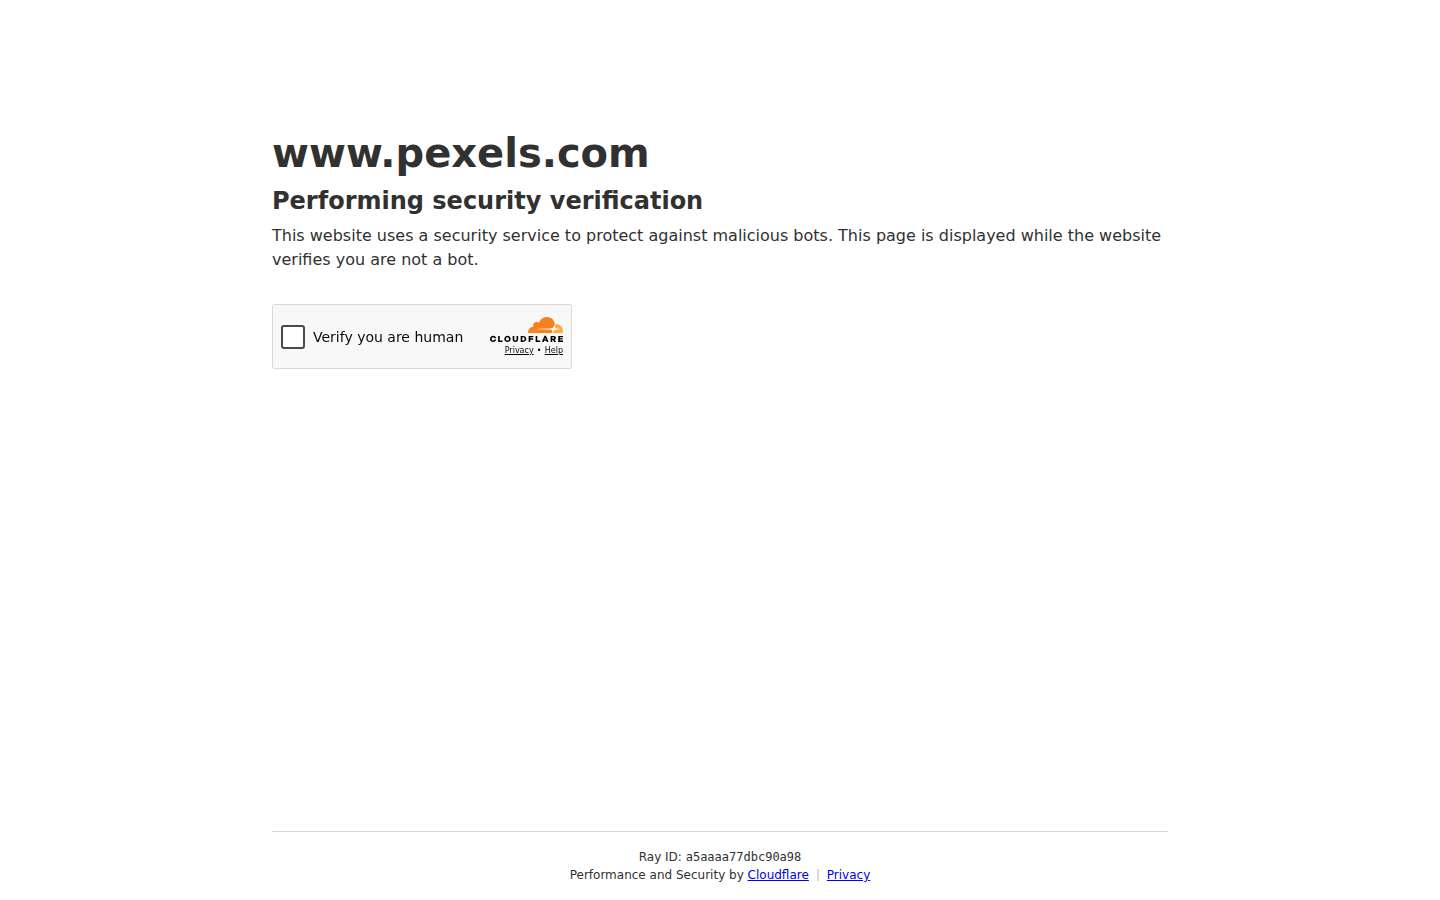 www.pexels.com
Performing security verification
This website uses a security service to protect against malicious bots. This page is displayed while the website
verifies you are not a bot.
Verify you are human
CLOUDFLARE
Privacy • Help
Ray ID: a5aaaa77dbc90a98
Performance and Security by Cloudflare | Privacy